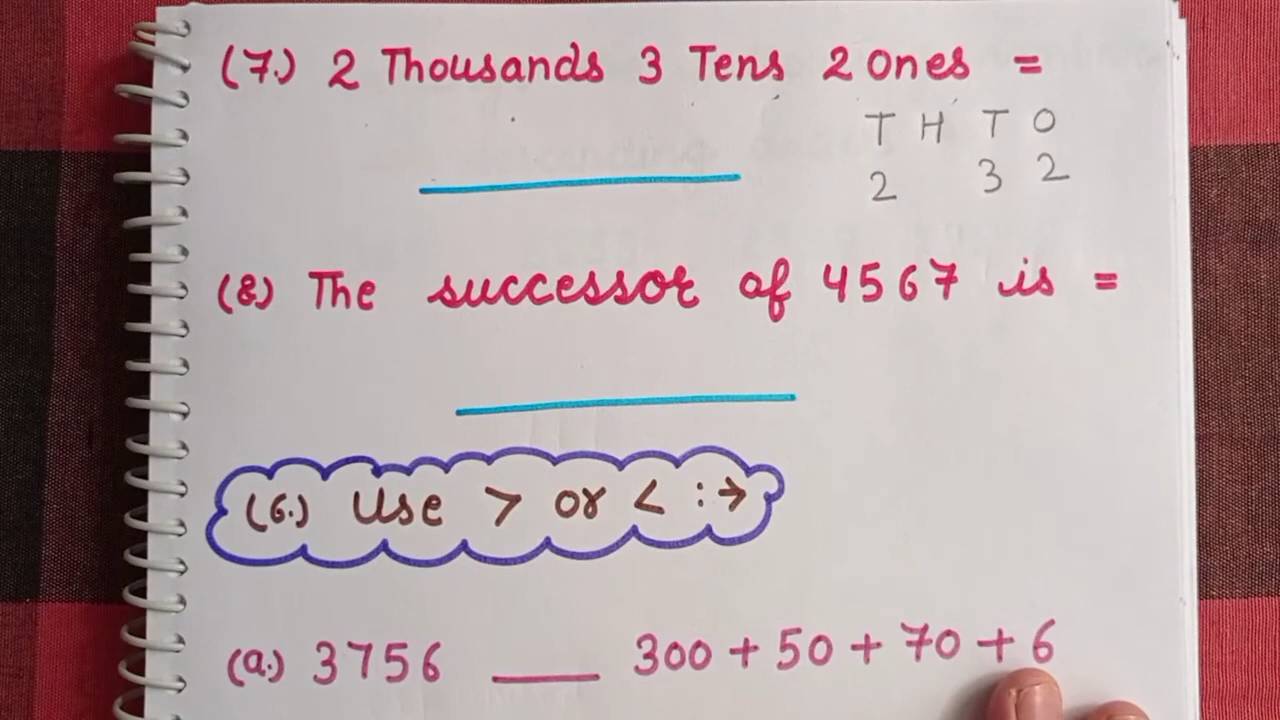 (7.) 2 Thousands 3 Tens 2 Ones =
T H T O
2 3 2
(8.) The successor of 4567 is =
(6.) Use > or < :→
(a.) 3756 ___ 300 + 50 + 70 + 6